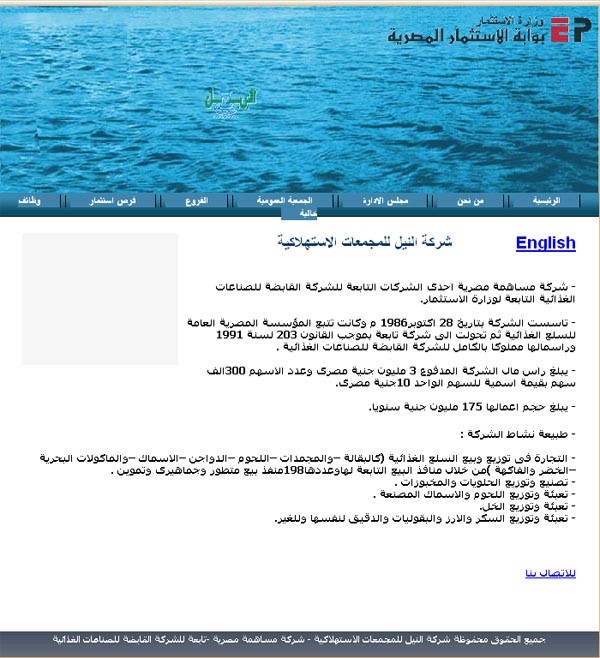 وزارة الاستثمار
بوابة الاستثمار المصرية
EP
النيل
الرئيسية
من نحن
مجلس الادارة
الجمعية العمومية
الفروع
فرص استثمار
وظائف
خالية
English
شركة النيل للمجمعات الاستهلاكية
- شركة مساهمة مصرية احدى الشركات التابعة للشركة القابضة للصناعات
الغذائية التابعة لوزارة الاستثمار.
- تاسست الشركة بتاريخ 28 اكتوبر1986 م وكانت تتبع المؤسسة المصرية العامة
للسلع الغذائية ثم تحولت الى شركة تابعة بموجب القانون 203 لسنة 1991
وراسمالها مملوكا بالكامل للشركة القابضة للصناعات الغذائية .
- يبلغ راس مال الشركة المدفوع 3 مليون جنية مصرى وعدد الاسهم 300الف
سهم بقيمة اسمية للسهم الواحد 10جنية مصرى.
- يبلغ حجم اعمالها 175 مليون جنية سنويا.
- طبيعة نشاط الشركة :
- التجارة فى توزيع وبيع السلع الغذائية (كالبقالة –والمجمدات –اللحوم –الدواجن –الاسماك –والماكولات البحرية
–الخضر والفاكهة )من خلال منافذ البيع التابعة لهاوعددها198منفذ بيع متطور وجماهيرى وتموين .
- تصنيع وتوزيع الحلويات والمخبوزات .
- تعبئة وتوزيع اللحوم والاسماك المصنعة .
- تعبئة وتوزيع الخل.
- تعبئة وتوزيع السكر والارز والبقوليات والدقيق لنفسها وللغير.
للاتصال بنا
جميع الحقوق محفوظة شركة النيل للمجمعات الاستهلاكية - شركة مساهمة مصرية -تابعة للشركة القابضة للصناعات الغذائية